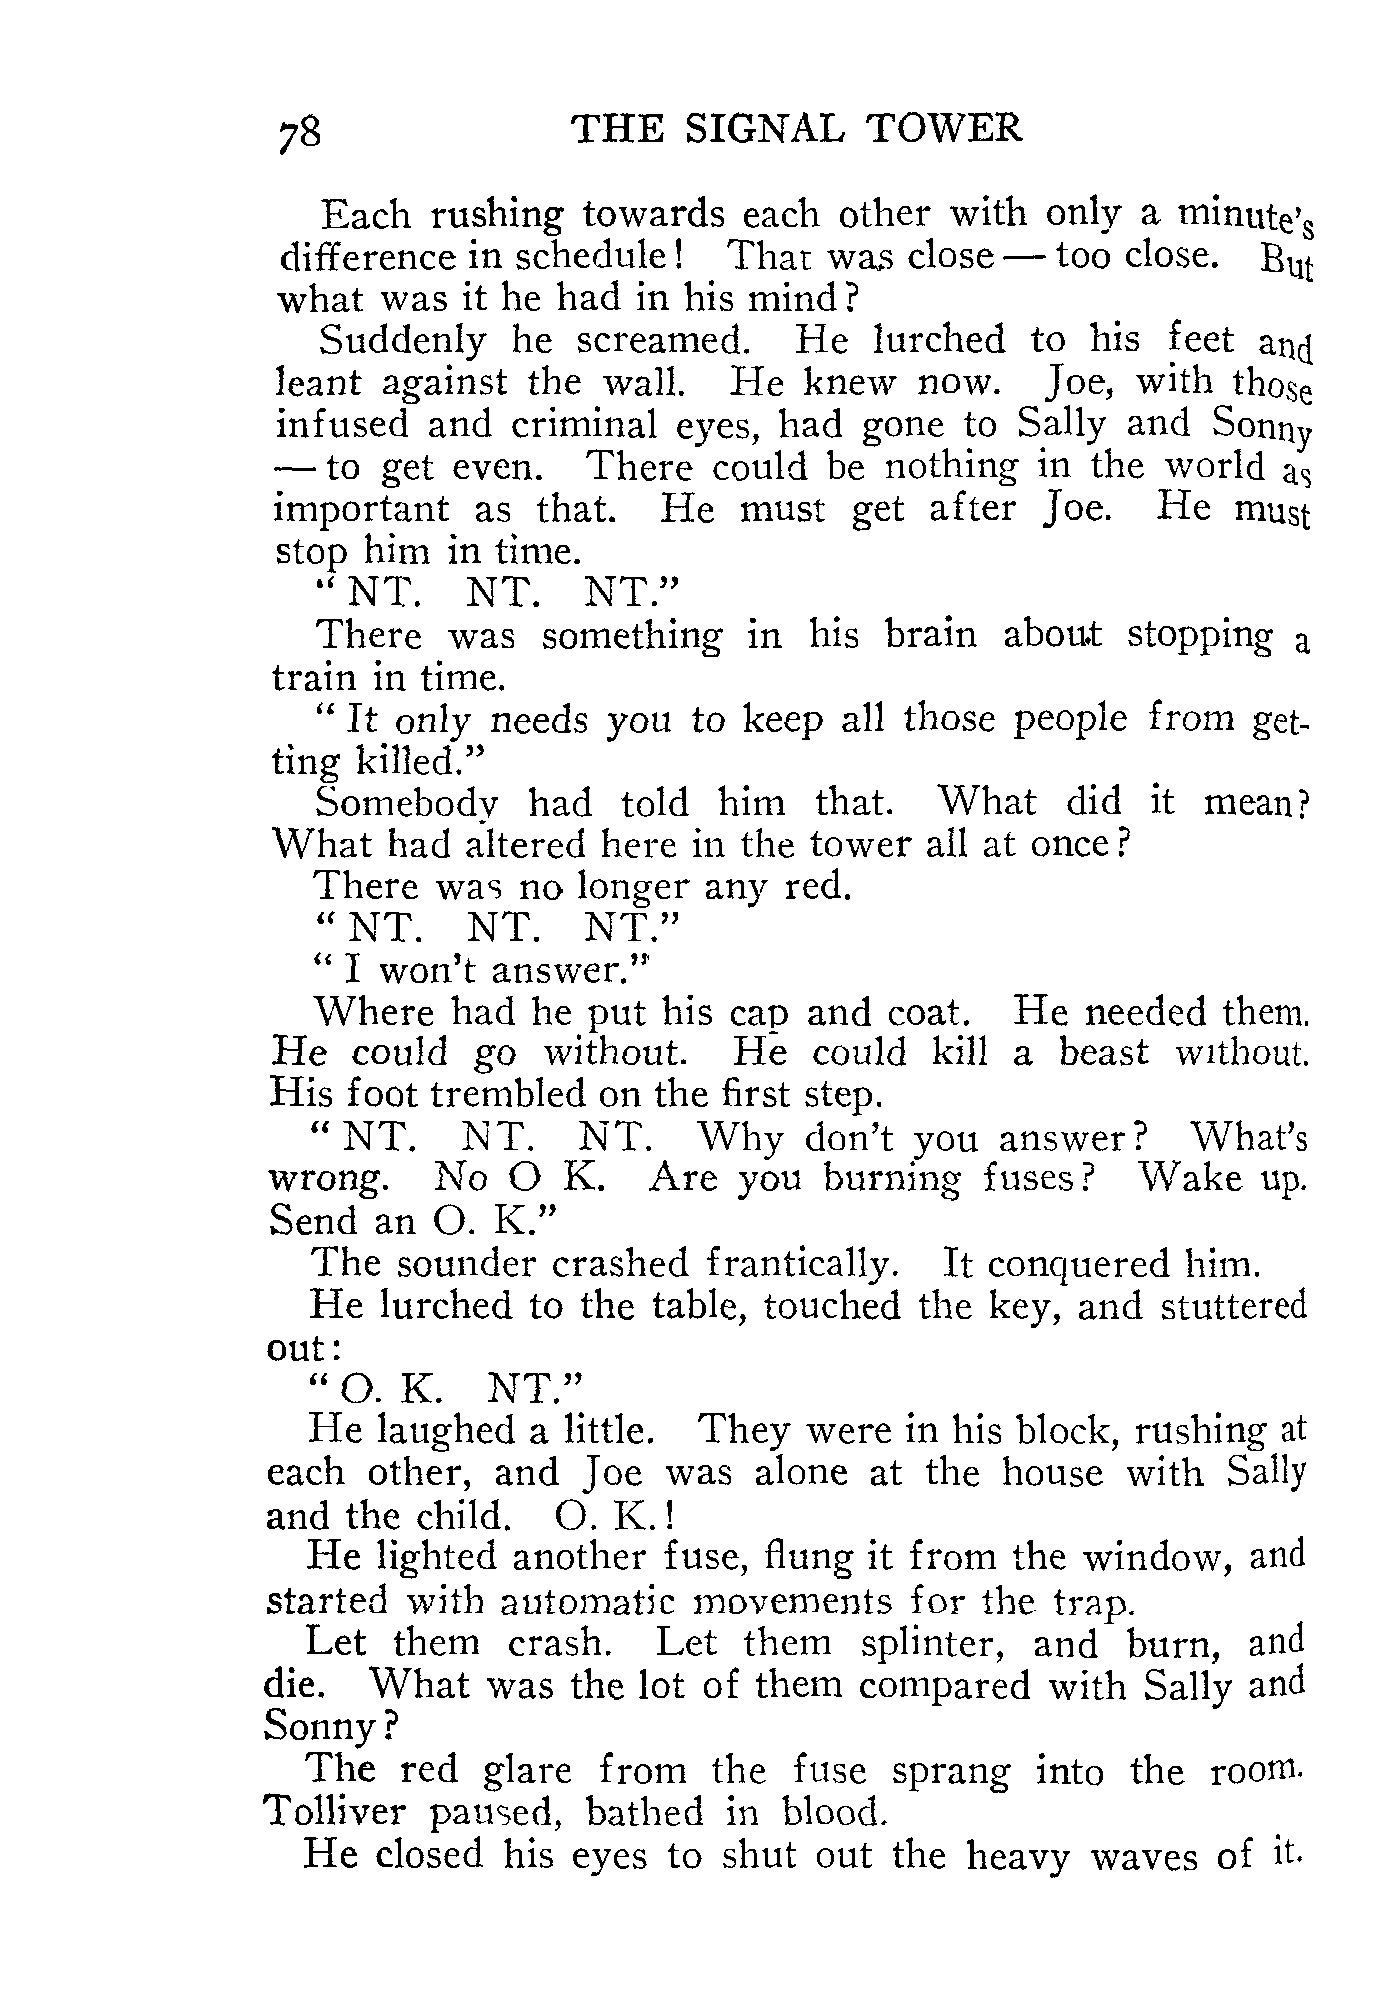 78 THE SIGNAL TOWER
Each rushing towards each other with only a minute's
difference in schedule! That was close — too close. But
what was it he had in his mind?
Suddenly he screamed. He lurched to his feet and
leant against the wall. He knew now. Joe, with those
infused and criminal eyes, had gone to Sally and Sonny
— to get even. There could be nothing in the world as
important as that. He must get after Joe. He must
stop him in time.
" NT. NT. NT."
There was something in his brain about stopping a
train in time.
" It only needs you to keep all those people from get-
ting killed."
Somebody had told him that. What did it mean?
What had altered here in the tower all at once?
There was no longer any red.
" NT. NT. NT."
" I won't answer."
Where had he put his cap and coat. He needed them.
He could go without. He could kill a beast without.
His foot trembled on the first step.
" NT. NT. NT. Why don't you answer? What's
wrong. No O K. Are you burning fuses? Wake up.
Send an O. K."
The sounder crashed frantically. It conquered him.
He lurched to the table, touched the key, and stuttered
out:
" O. K. NT."
He laughed a little. They were in his block, rushing at
each other, and Joe was alone at the house with Sally
and the child. O. K.!
He lighted another fuse, flung it from the window, and
started with automatic movements for the trap.
Let them crash. Let them splinter, and burn, and
die. What was the lot of them compared with Sally and
Sonny?
The red glare from the fuse sprang into the room.
Tolliver paused, bathed in blood.
He closed his eyes to shut out the heavy waves of it.